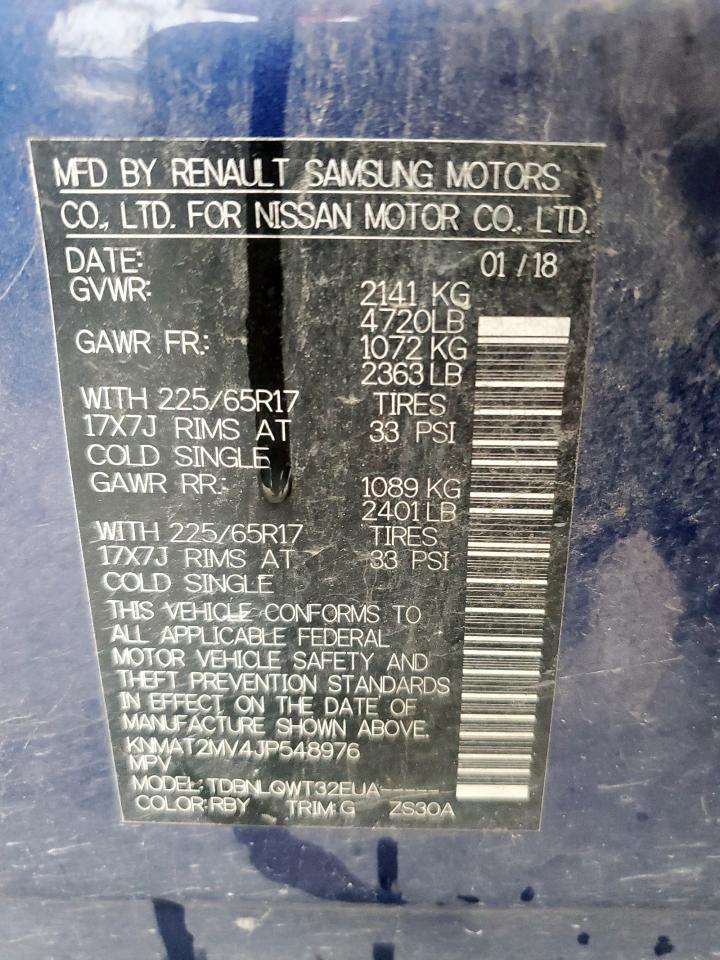 MFD BY RENAULT SAMSUNG MOTORS
CO., LTD. FOR NISSAN MOTOR CO., LTD.
DATE: 01/18
GVWR: 2141 KG
4720LB
GAWR FR.: 1072 KG
2363LB
WITH 225/65R17 TIRES
17X7J RIMS AT 33 PSI
COLD SINGLE
GAWR RR.: 1089 KG
2401LB
WITH 225/65R17 TIRES
17X7J RIMS AT 33 PSI
COLD SINGLE
THIS VEHICLE CONFORMS TO
ALL APPLICABLE FEDERAL
MOTOR VEHICLE SAFETY AND
THEFT PREVENTION STANDARDS
IN EFFECT ON THE DATE OF
MANUFACTURE SHOWN ABOVE.
KNMAT2MV4JP548976
MPV
MODEL:TDBNLQWT32EUA-----
COLOR:RBY TRIM:G ZS30A